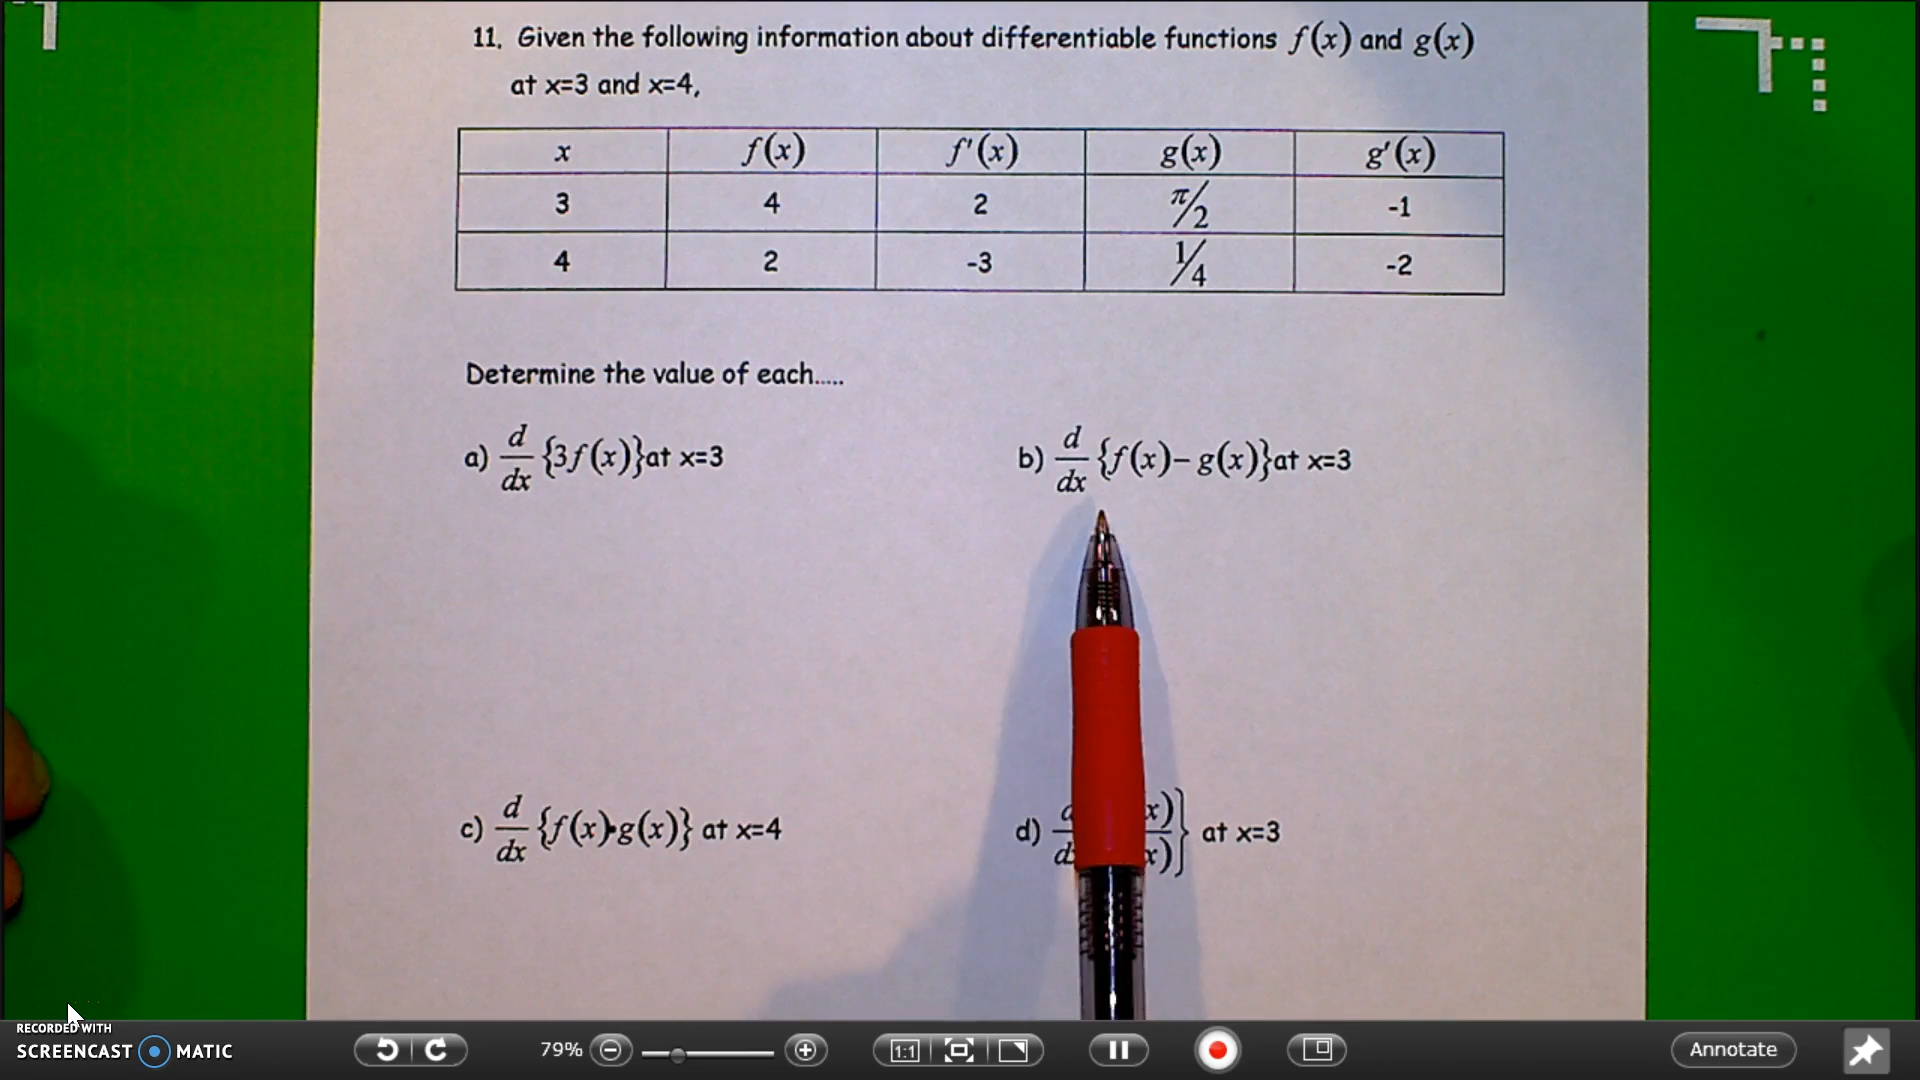 11. Given the following information about differentiable functions f(x) and g(x)
at x=3 and x=4,
x f(x) f'(x) g(x) g'(x)
3 4 2 π/2 -1
4 2 -3 1/4 -2
Determine the value of each.....
a) d/dx {3f(x)} at x=3
b) d/dx {f(x)- g(x)} at x=3
c) d/dx {f(x)•g(x)} at x=4
d) at x=3
RECORDED WITH
SCREENCAST MATIC
79%
1:1
Annotate